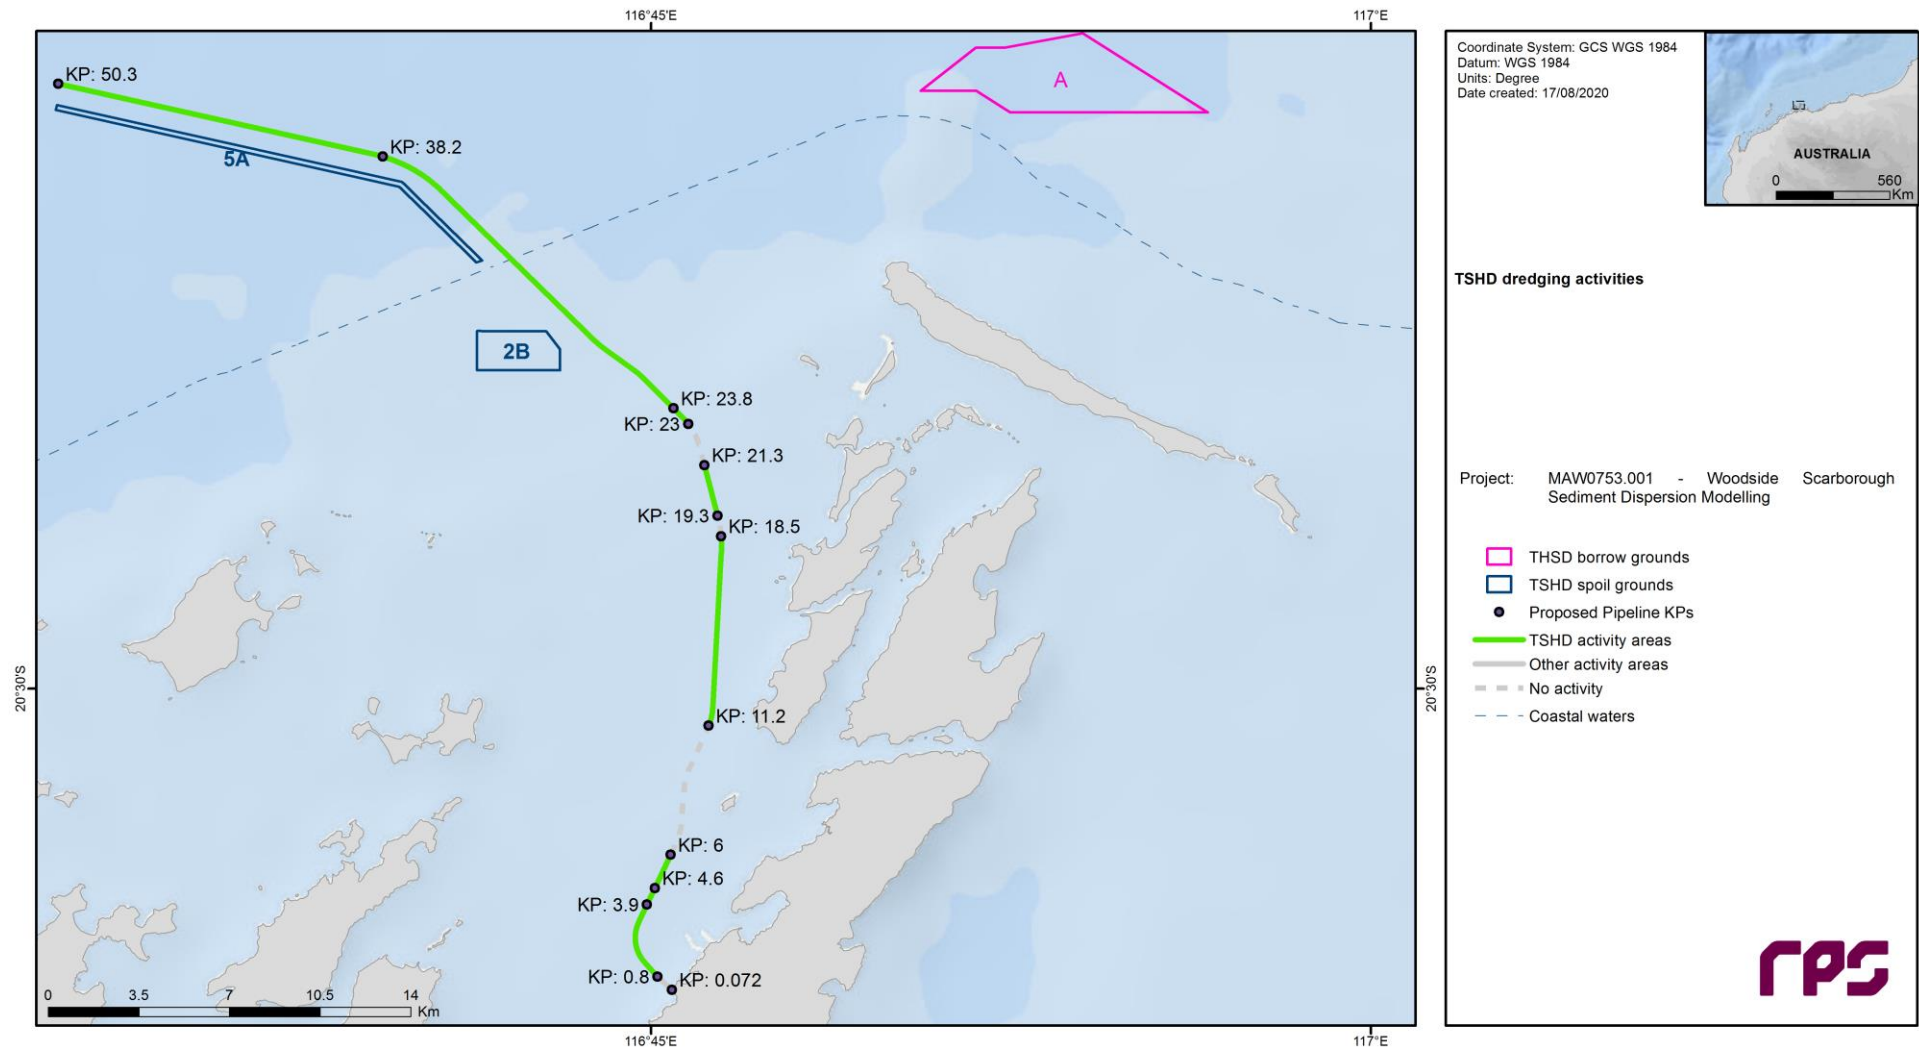 116°45'E
117°E
KP: 50.3
KP: 38.2
5A
A
2B
KP: 23.8
KP: 23
KP: 21.3
KP: 19.3
KP: 18.5
20°30'S
20°30'S
KP: 11.2
KP: 6
KP: 4.6
KP: 3.9
KP: 0.8
KP: 0.072
0 3.5 7 10.5 14
Km
116°45'E
117°E
Coordinate System: GCS WGS 1984
Datum: WGS 1984
Units: Degree
Date created: 17/08/2020
AUSTRALIA
0 560
Km
TSHD dredging activities
Project: MAW0753.001 - Woodside Scarborough
Sediment Dispersion Modelling
THSD borrow grounds
TSHD spoil grounds
Proposed Pipeline KPs
TSHD activity areas
Other activity areas
No activity
Coastal waters
rps